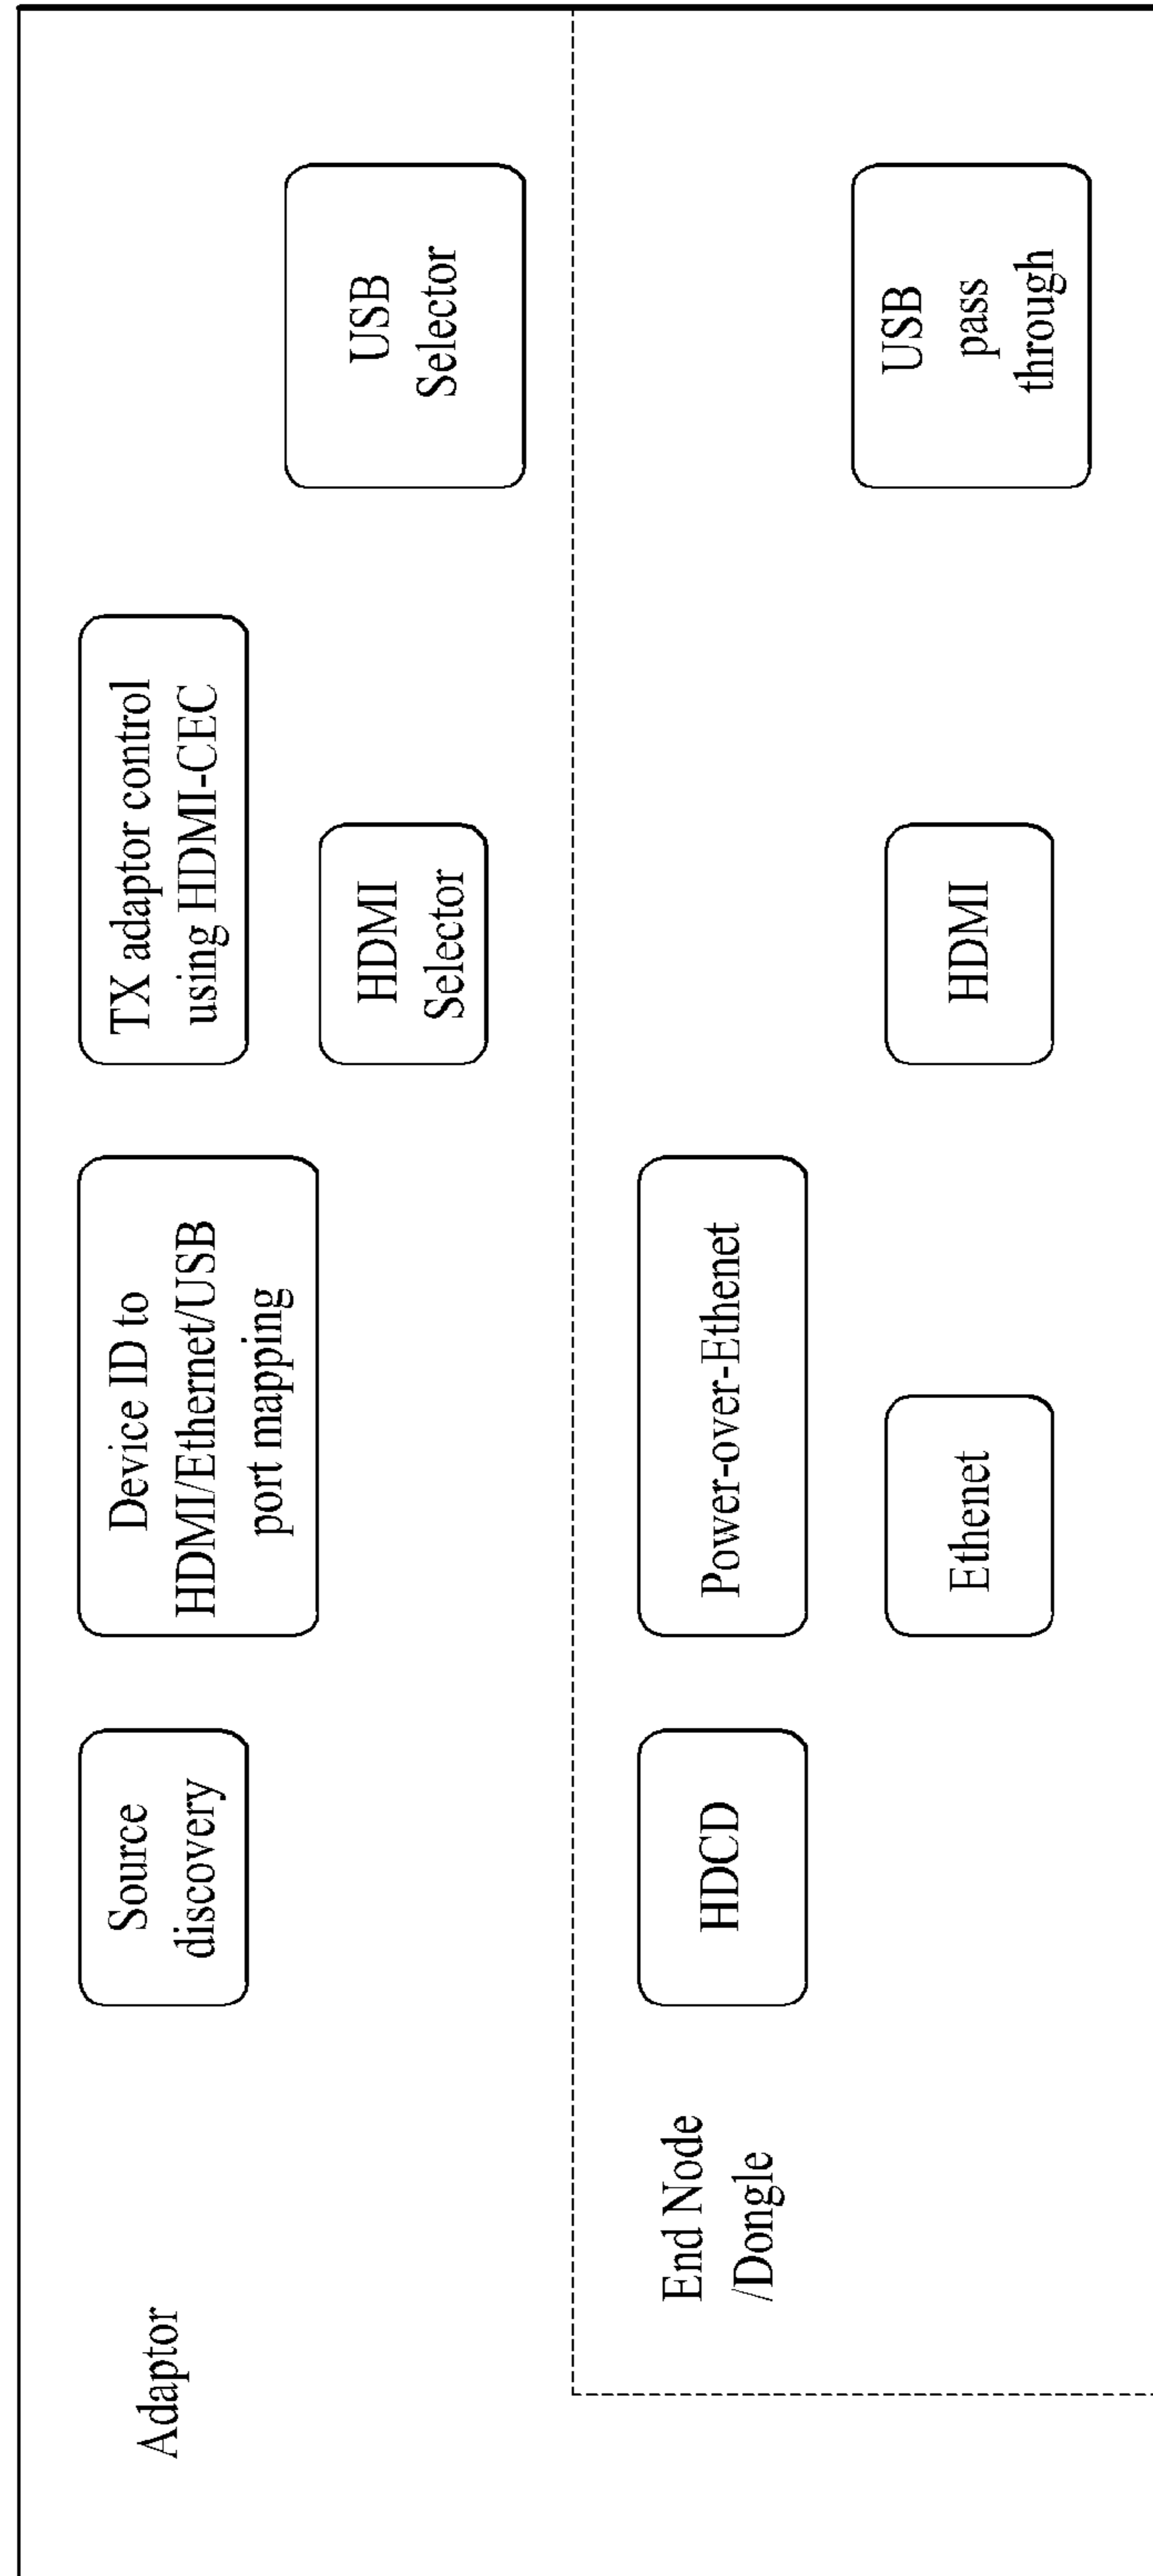 Adaptor
Source
discovery
Device ID to
HDMI/Ethernet/USB
port mapping
TX adaptor control
using HDMI-CEC
HDMI
Selector
USB
Selector
End Node
/Dongle
HDCD
Power-over-Ethenet
Ethenet
HDMI
USB
pass
through